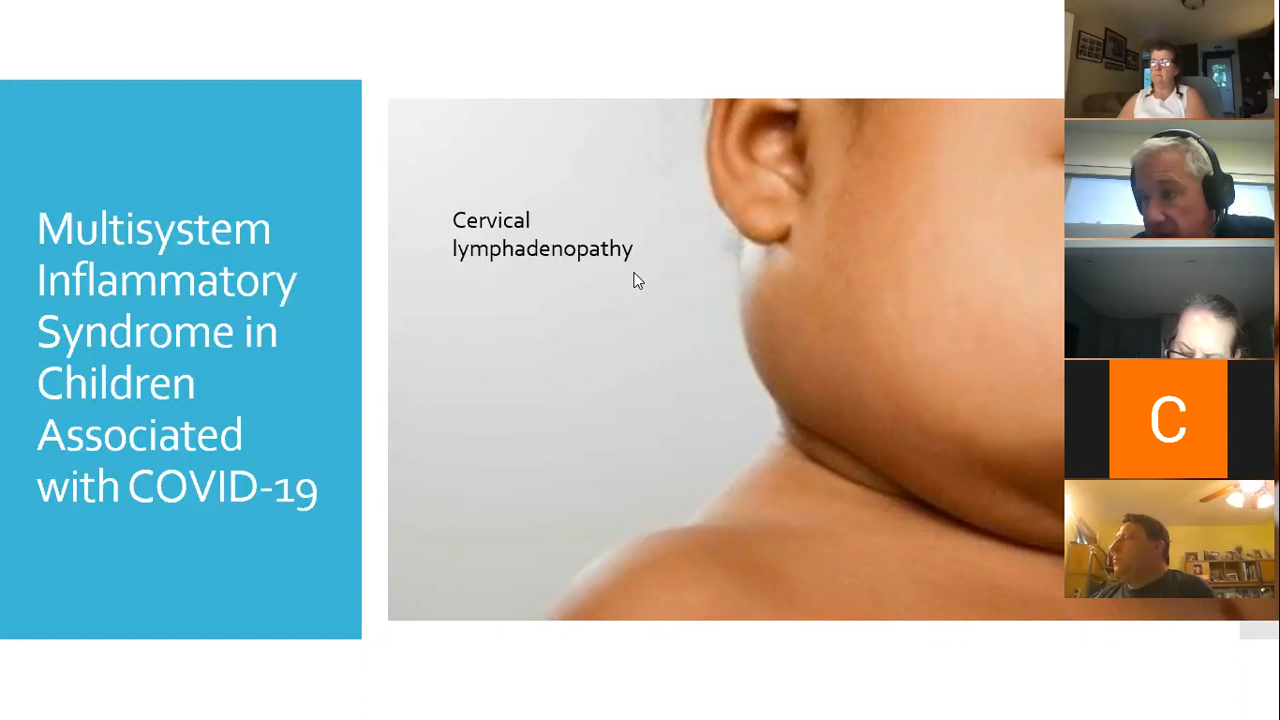 Multisystem
Inflammatory
Syndrome in
Children
Associated
with COVID-19
Cervical
lymphadenopathy
C